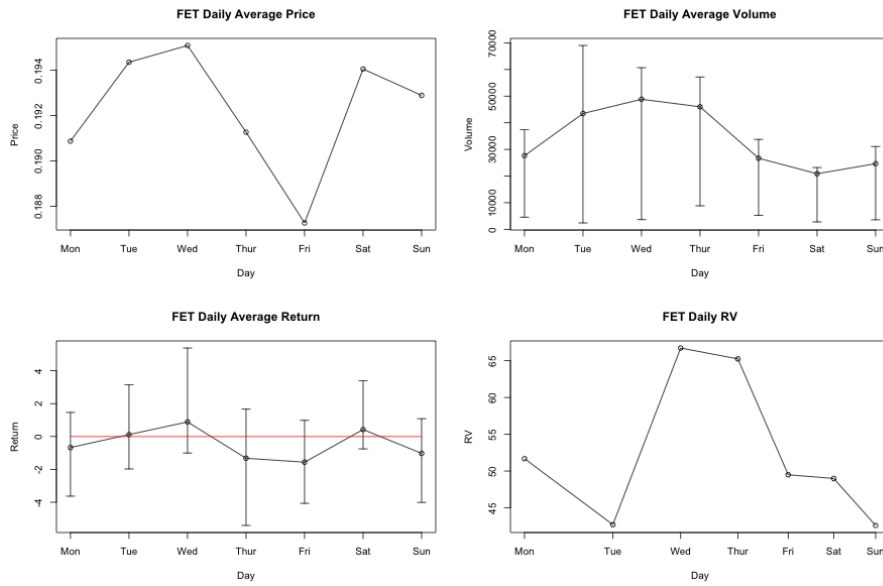 FET Daily Average Price
Price
0.194
0.192
0.190
0.188
Mon Tue Wed Thur Fri Sat Sun
Day
FET Daily Average Volume
Volume
70000
50000
30000
10000
0
Mon Tue Wed Thur Fri Sat Sun
Day
FET Daily Average Return
Return
4
2
0
-2
-4
Mon Tue Wed Thur Fri Sat Sun
Day
FET Daily RV
RV
65
60
55
50
45
Mon Tue Wed Thur Fri Sat Sun
Day